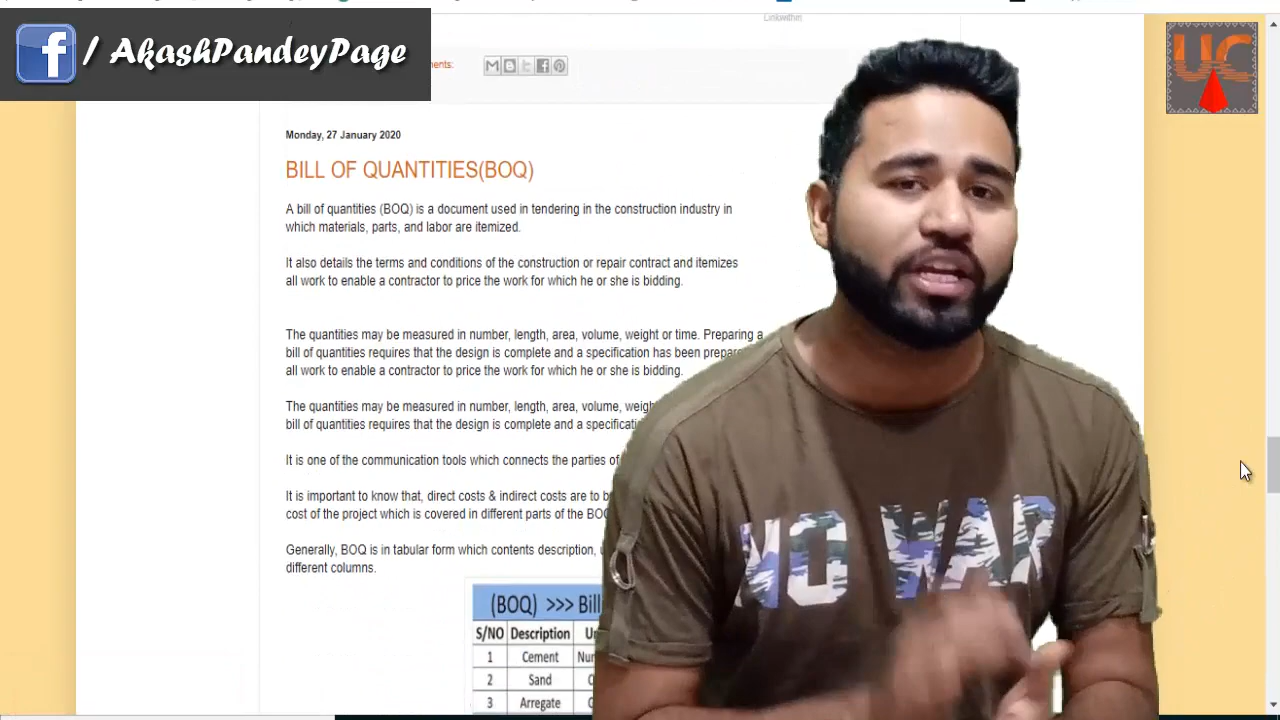 Linkwithin
/ AkashPandeyPage
ments:
Monday, 27 January 2020
BILL OF QUANTITIES(BOQ)
A bill of quantities (BOQ) is a document used in tendering in the construction industry in
which materials, parts, and labor are itemized.
It also details the terms and conditions of the construction or repair contract and itemizes
all work to enable a contractor to price the work for which he or she is bidding.
The quantities may be measured in number, length, area, volume, weight or time. Preparing a
bill of quantities requires that the design is complete and a specification has been prepare
all work to enable a contractor to price the work for which he or she is bidding.
The quantities may be measured in number, length, area, volume, weigh
bill of quantities requires that the design is complete and a specificati
It is one of the communication tools which connects the parties of
It is important to know that, direct costs & indirect costs are to b
cost of the project which is covered in different parts of the BOQ
Generally, BOQ is in tabular form which contents description, u
different columns.
(BOQ) >>> Bill
S/NO Description Un
1 Cement Nun
2 Sand C
3 Arregate C
UC
NO WAR